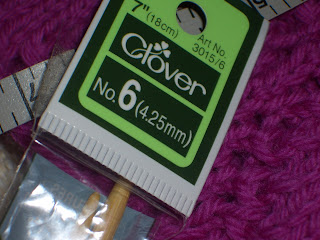 7" (18cm)
Art No.
3015/6
Clover
No. 6 (4.25mm)